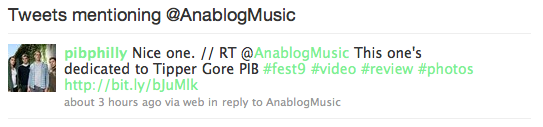 Tweets mentioning @AnablogMusic
pibphilly Nice one. // RT @AnablogMusic This one's
dedicated to Tipper Gore PIB #fest9 #video #review #photos
http://bit.ly/bJuMlk
about 3 hours ago via web in reply to AnablogMusic